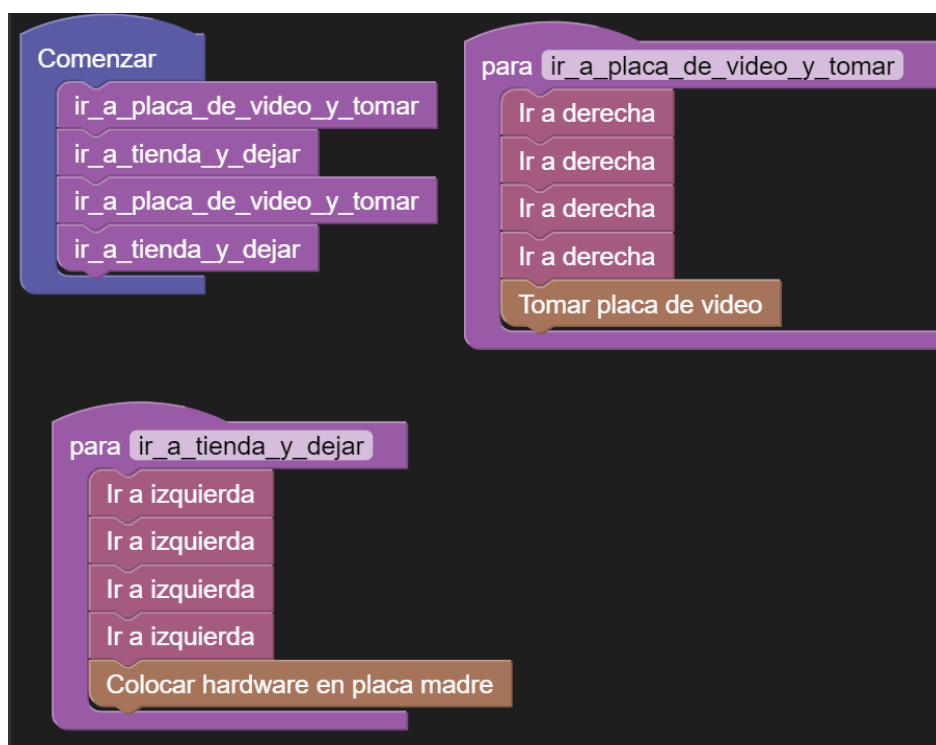 Comenzar
ir_a_placa_de_video_y_tomar
ir_a_tienda_y_dejar
ir_a_placa_de_video_y_tomar
ir_a_tienda_y_dejar
para ir_a_placa_de_video_y_tomar
Ir a derecha
Ir a derecha
Ir a derecha
Ir a derecha
Tomar placa de video
para ir_a_tienda_y_dejar
Ir a izquierda
Ir a izquierda
Ir a izquierda
Ir a izquierda
Colocar hardware en placa madre